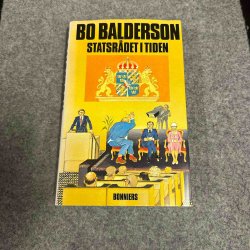 BO BALDERSON
STATSRÅDET I TIDEN
BONNIERS